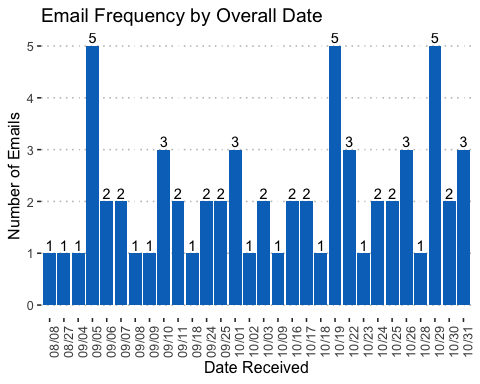 Email Frequency by Overall Date
Number of Emails
5
4
3
2
1
0
1 1 1 5 2 2 1 1 3 2 1 2 2 3 1 2 1 2 2 1 5 3 1 2 2 3 1 5 2 3
08/08 08/27 09/04 09/05 09/06 09/07 09/08 09/09 09/10 09/11 09/18 09/24 09/25 10/01 10/02 10/03 10/09 10/16 10/17 10/18 10/19 10/22 10/23 10/24 10/25 10/26 10/28 10/29 10/30 10/31
Date Received